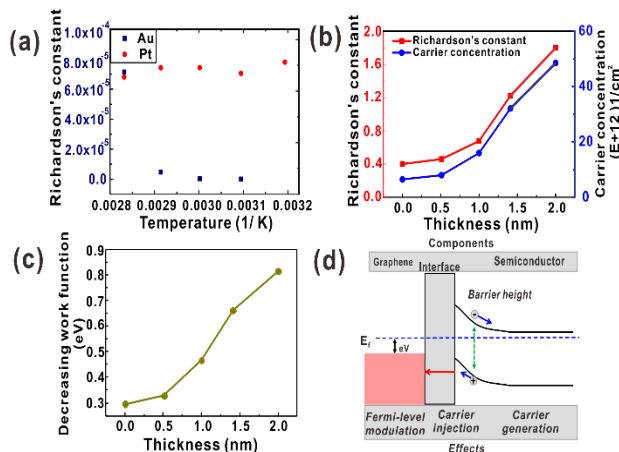 (a)
Richardson's constant
1.0x10⁻⁴
8.0x10⁻⁵
6.0x10⁻⁵
4.0x10⁻⁵
2.0x10⁻⁵
0.0
Au
Pt
0.0028 0.0029 0.0030 0.0031 0.0032
Temperature (1/ K)
(b)
Richardson's constant
2.0
1.6
1.2
0.8
0.4
0.0
Richardson's constant
Carrier concentration
60
40
20
0
Carrier concentration
(E+12 )1/cm²
0.0 0.5 1.0 1.5 2.0
Thickness (nm)
(c)
Decreasing work function
(eV)
0.9
0.8
0.7
0.6
0.5
0.4
0.3
0.0 0.5 1.0 1.5 2.0
Thickness (nm)
(d)
Components
Graphene Interface Semiconductor
Barrier height
E_f
eV
Fermi-level
modulation
Carrier
injection
Carrier
generation
Effects